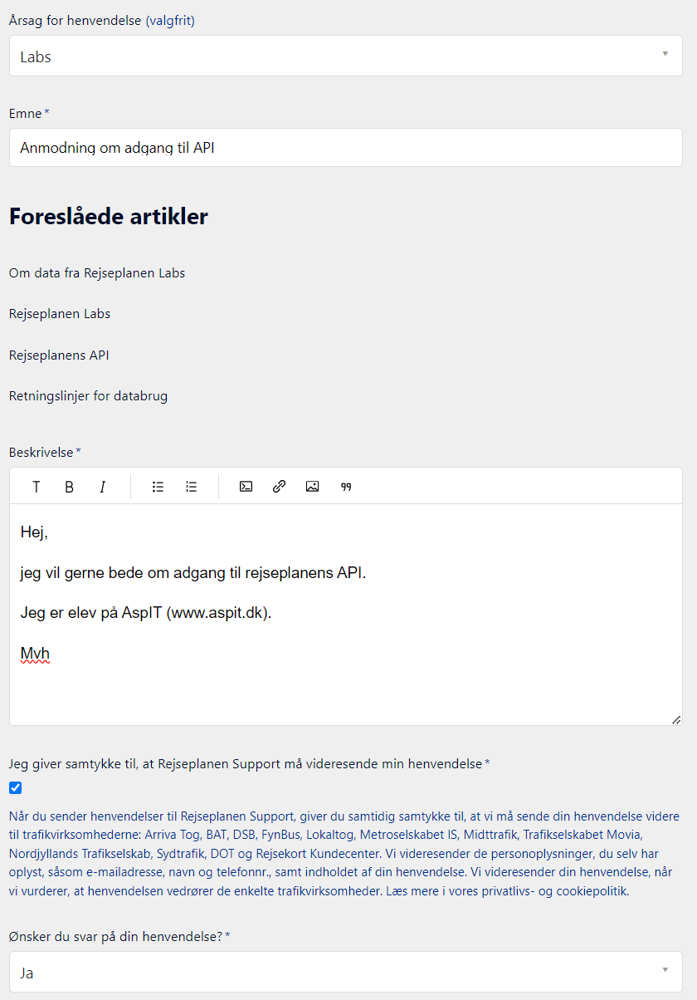 Årsag for henvendelse (valgfrit)
Labs
Emne*
Anmodning om adgang til API
Foreslåede artikler
Om data fra Rejseplanen Labs
Rejseplanen Labs
Rejseplanens API
Retningslinjer for databrug
Beskrivelse*
T B I
Hej,
jeg vil gerne bede om adgang til rejseplanens API.
Jeg er elev på AspIT (www.aspit.dk).
Mvh
Jeg giver samtykke til, at Rejseplanen Support må videresende min henvendelse*
Når du sender henvendelser til Rejseplanen Support, giver du samtidig samtykke til, at vi må sende din henvendelse videre
til trafikvirksomhederne: Arriva Tog, BAT, DSB, FynBus, Lokaltog, Metroselskabet IS, Midttrafik, Trafikselskabet Movia,
Nordjyllands Trafikselskab, Sydtrafik, DOT og Rejsekort Kundecenter. Vi videresender de personoplysninger, du selv har
oplyst, såsom e-mailadresse, navn og telefonnr., samt indholdet af din henvendelse. Vi videresender din henvendelse, når
vi vurderer, at henvendelsen vedrører de enkelte trafikvirksomheder. Læs mere i vores privatlivs- og cookiepolitik.
Ønsker du svar på din henvendelse?*
Ja